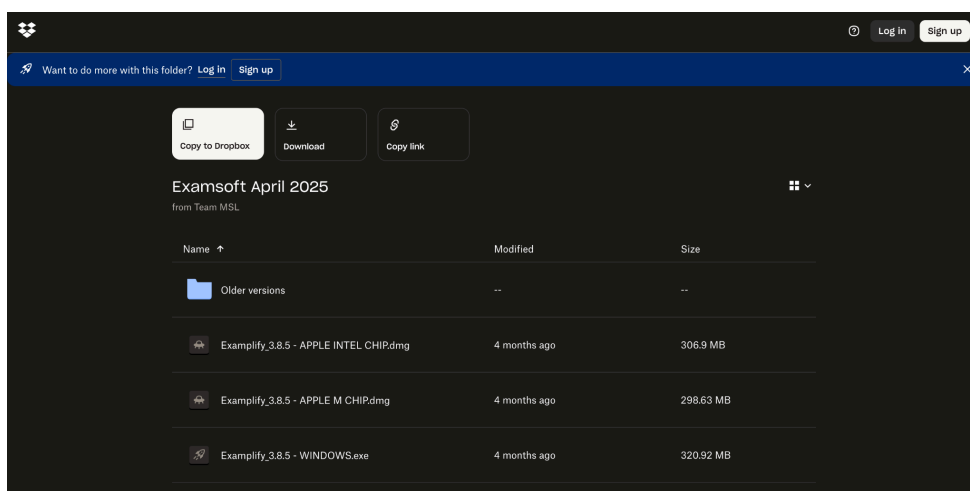 Log in Sign up
Want to do more with this folder? Log in Sign up
Copy to Dropbox Download Copy link
Examsoft April 2025
from Team MSL
Name Modified Size
Older versions -- --
Examplify_3.8.5 - APPLE INTEL CHIP.dmg 4 months ago 306.9 MB
Examplify_3.8.5 - APPLE M CHIP.dmg 4 months ago 298.63 MB
Examplify_3.8.5 - WINDOWS.exe 4 months ago 320.92 MB